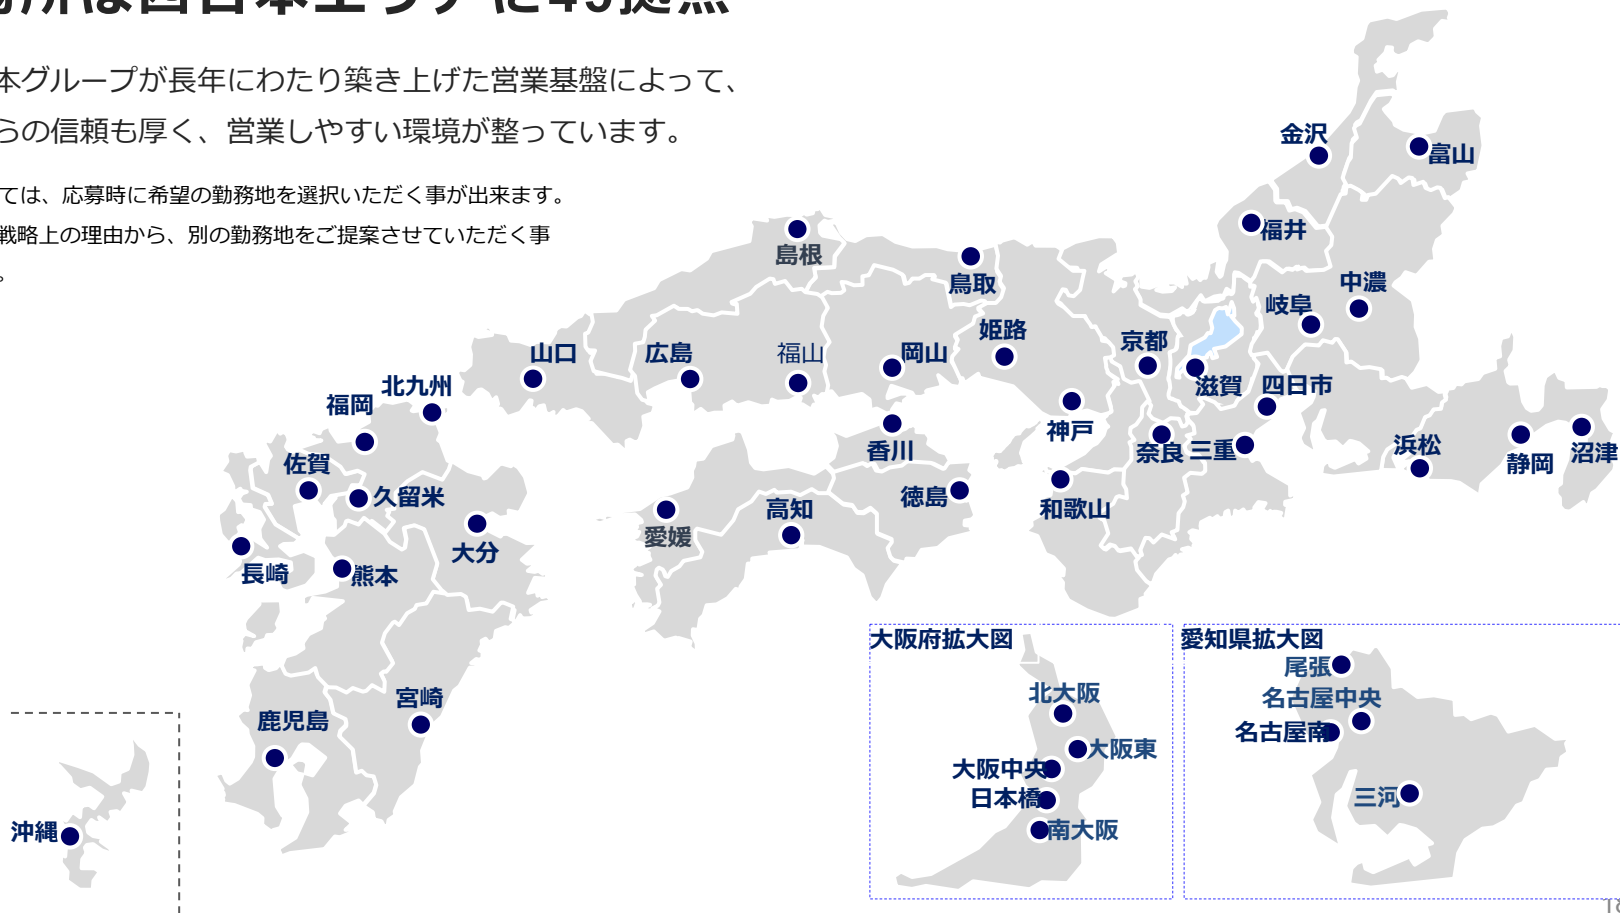 本グループが長年にわたり築き上げた営業基盤によって、
らの信頼も厚く、営業しやすい環境が整っています。
ては、応募時に希望の勤務地を選択いただく事が出来ます。
戦略上の理由から、別の勤務地をご提案させていただく事
。
金沢
富山
福井
島根
鳥取
中濃
岐阜
姫路
京都
山口
広島
福山
岡山
滋賀
四日市
北九州
福岡
神戸
香川
奈良
三重
浜松
静岡
沼津
佐賀
久留米
徳島
和歌山
高知
愛媛
大分
長崎
熊本
宮崎
鹿児島
沖縄
大阪府拡大図
北大阪
大阪東
大阪中央
日本橋
南大阪
愛知県拡大図
尾張
名古屋中央
名古屋南
三河